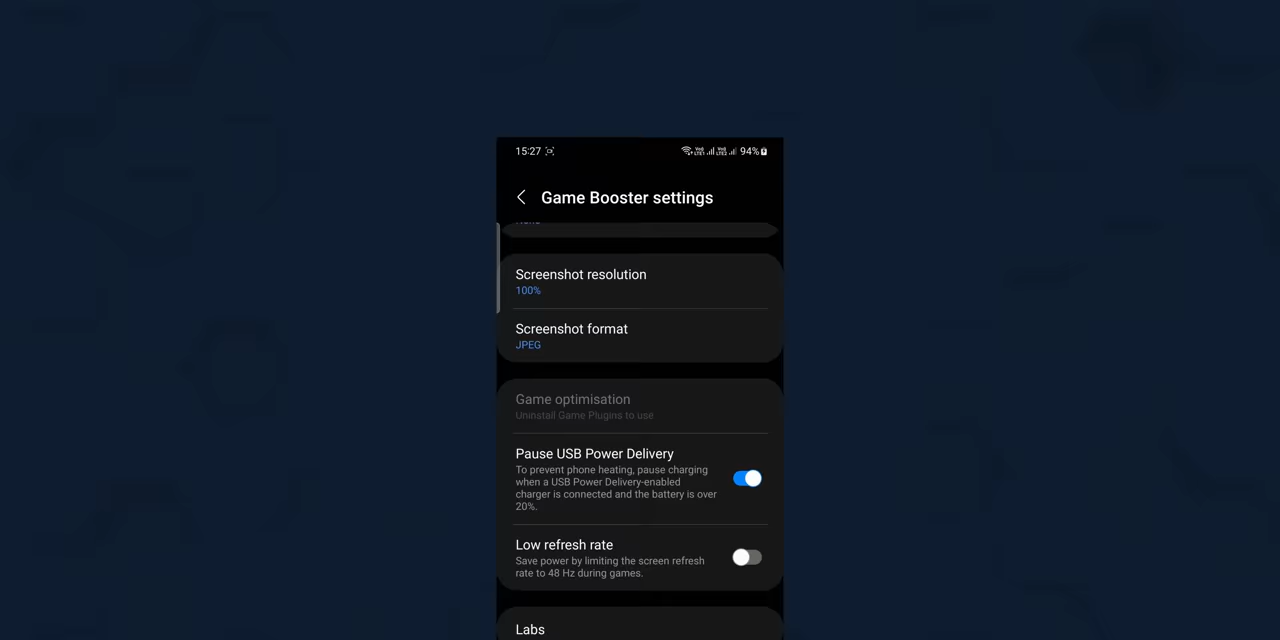 15:27 94%
Game Booster settings
Screenshot resolution
100%
Screenshot format
JPEG
Game optimisation
Uninstall Game Plugins to use
Pause USB Power Delivery
To prevent phone heating, pause charging
when a USB Power Delivery-enabled
charger is connected and the battery is over
20%.
Low refresh rate
Save power by limiting the screen refresh
rate to 48 Hz during games.
Labs